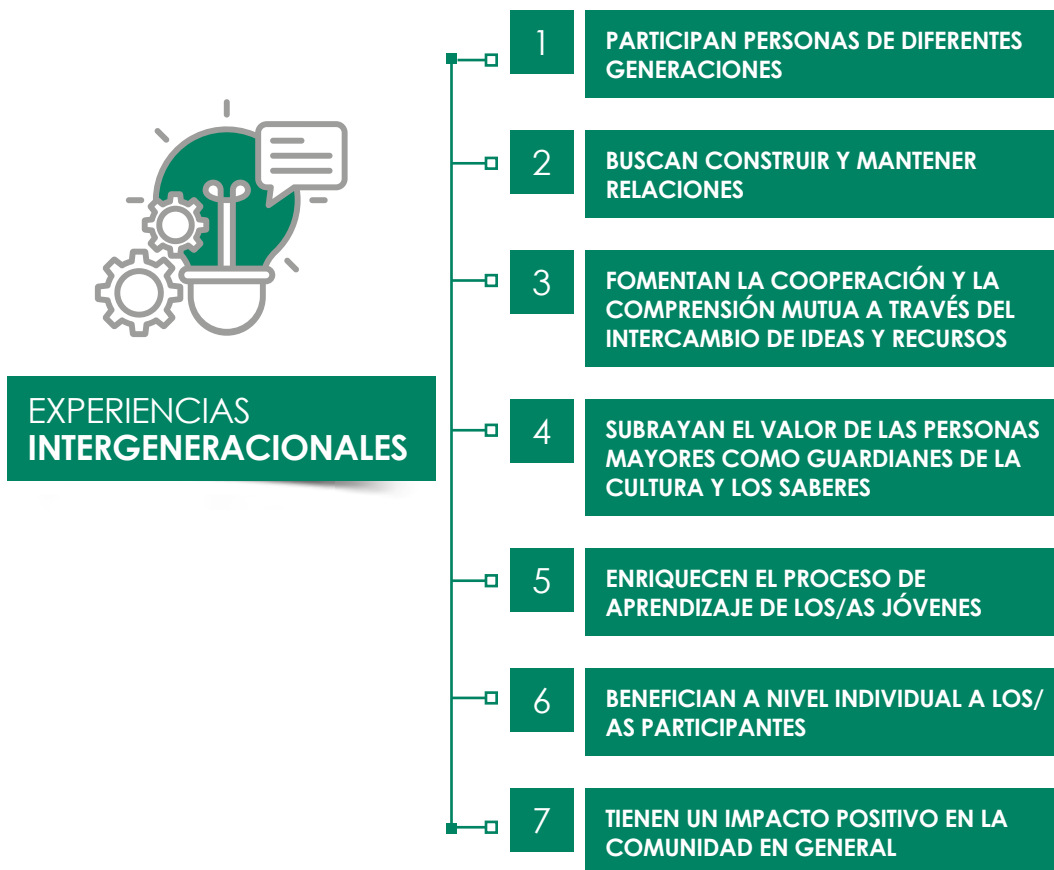 EXPERIENCIAS
INTERGENERACIONALES
1
PARTICIPAN PERSONAS DE DIFERENTES
GENERACIONES
2
BUSCAN CONSTRUIR Y MANTENER
RELACIONES
3
FOMENTAN LA COOPERACIÓN Y LA
COMPRENSIÓN MUTUA A TRAVÉS DEL
INTERCAMBIO DE IDEAS Y RECURSOS
4
SUBRAYAN EL VALOR DE LAS PERSONAS
MAYORES COMO GUARDIANES DE LA
CULTURA Y LOS SABERES
5
ENRIQUECEN EL PROCESO DE
APRENDIZAJE DE LOS/AS JÓVENES
6
BENEFICIAN A NIVEL INDIVIDUAL A LOS/
AS PARTICIPANTES
7
TIENEN UN IMPACTO POSITIVO EN LA
COMUNIDAD EN GENERAL